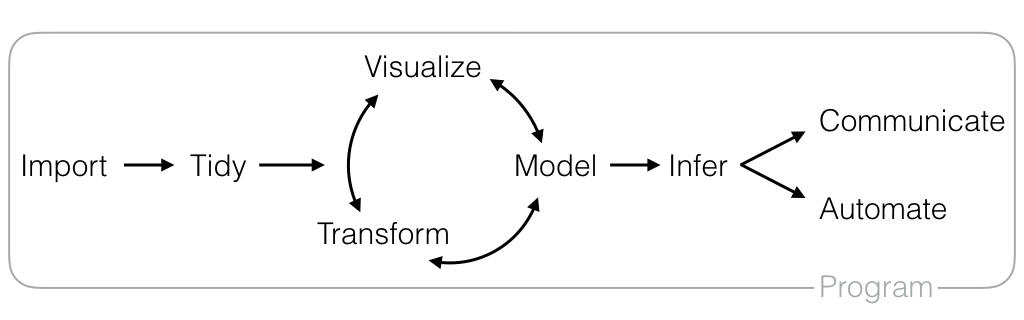 Import
Tidy
Visualize
Transform
Model
Infer
Communicate
Automate
Program